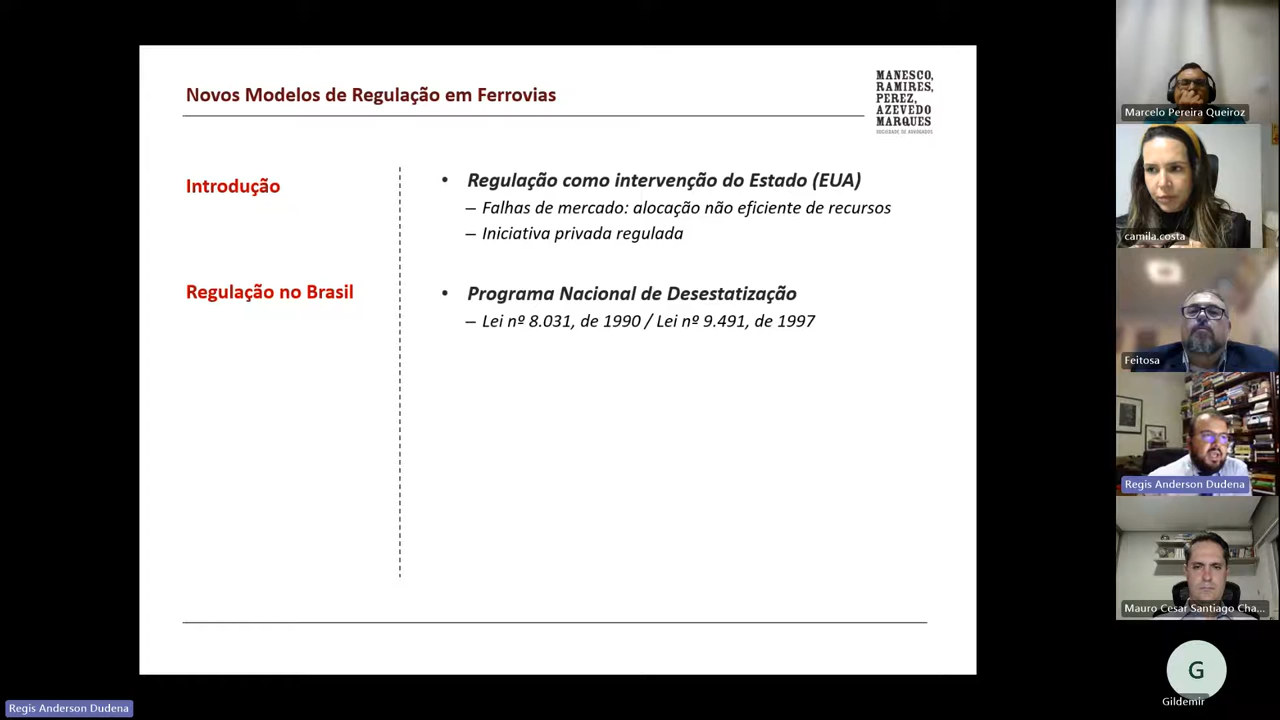 Novos Modelos de Regulação em Ferrovias
MANESCO,
RAMIRES,
PEREZ,
AZEVEDO
MARQUES
SOCIEDADE DE ADVOGADOS
Introdução
• Regulação como intervenção do Estado (EUA)
– Falhas de mercado: alocação não eficiente de recursos
– Iniciativa privada regulada
Regulação no Brasil
• Programa Nacional de Desestatização
– Lei nº 8.031, de 1990 / Lei nº 9.491, de 1997
Marcelo Pereira Queiroz
camila.costa
Feitosa
Regis Anderson Dudena
Mauro Cesar Santiago Cha...
G
Gildemir
Regis Anderson Dudena